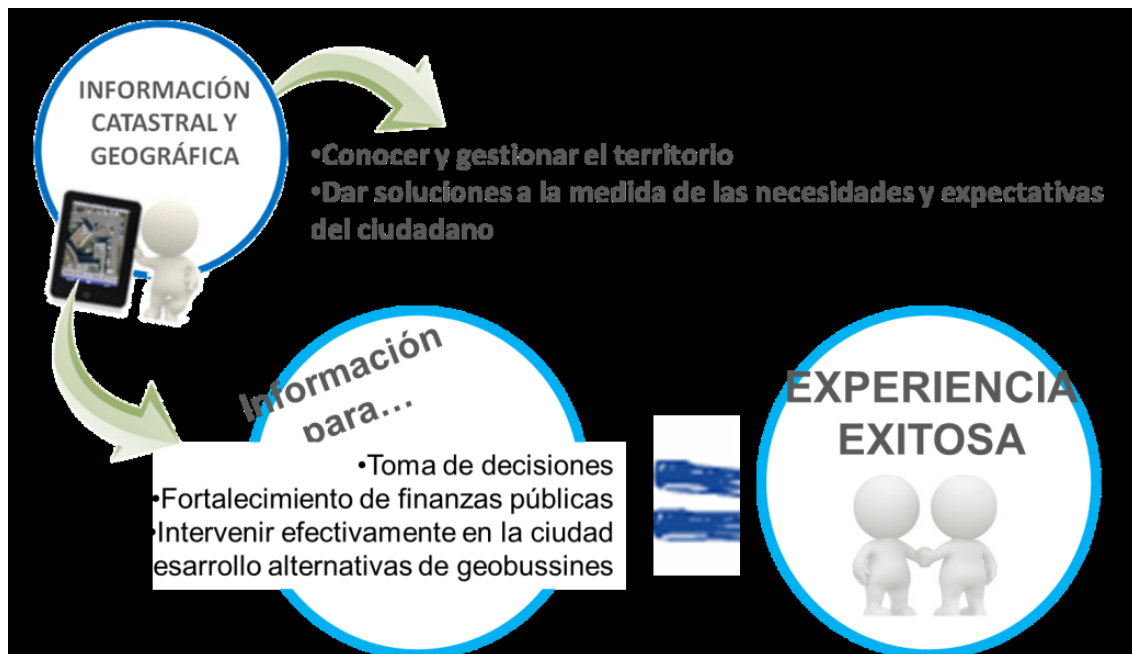 INFORMACIÓN
CATASTRAL Y
GEOGRÁFICA
•Conocer y gestionar el territorio
•Dar soluciones a la medida de las necesidades y expectativas
del ciudadano
Información
para...
•Toma de decisiones
•Fortalecimiento de finanzas públicas
•Intervenir efectivamente en la ciudad
esarrollo alternativas de geobussines
EXPERIENCIA
EXITOSA